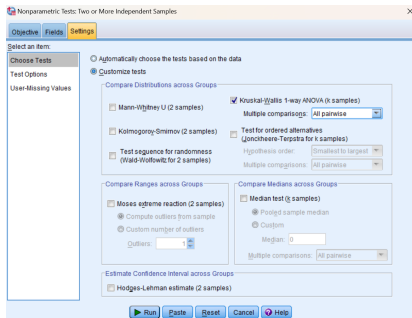 Nonparametric Tests: Two or More Independent Samples
Objective Fields Settings
Select an item:
Choose Tests
Test Options
User-Missing Values
Automatically choose the tests based on the data
Customize tests
Compare Distributions across Groups
Mann-Whitney U (2 samples)
Kolmogorov-Smirnov (2 samples)
Test sequence for randomness
(Wald-Wolfowitz for 2 samples)
Kruskal-Wallis 1-way ANOVA (k samples)
Multiple comparisons: All pairwise
Test for ordered alternatives
(Jonckheere-Terpstra for k samples)
Hypothesis order: Smallest to largest
Multiple comparisons: All pairwise
Compare Ranges across Groups
Moses extreme reaction (2 samples)
Compute outliers from sample
Custom number of outliers
Outliers: 1
Compare Medians across Groups
Median test (k samples)
Pooled sample median
Custom
Median: 0
Multiple comparisons: All pairwise
Estimate Confidence Interval across Groups
Hodges-Lehman estimate (2 samples)
Run Paste Reset Cancel Help